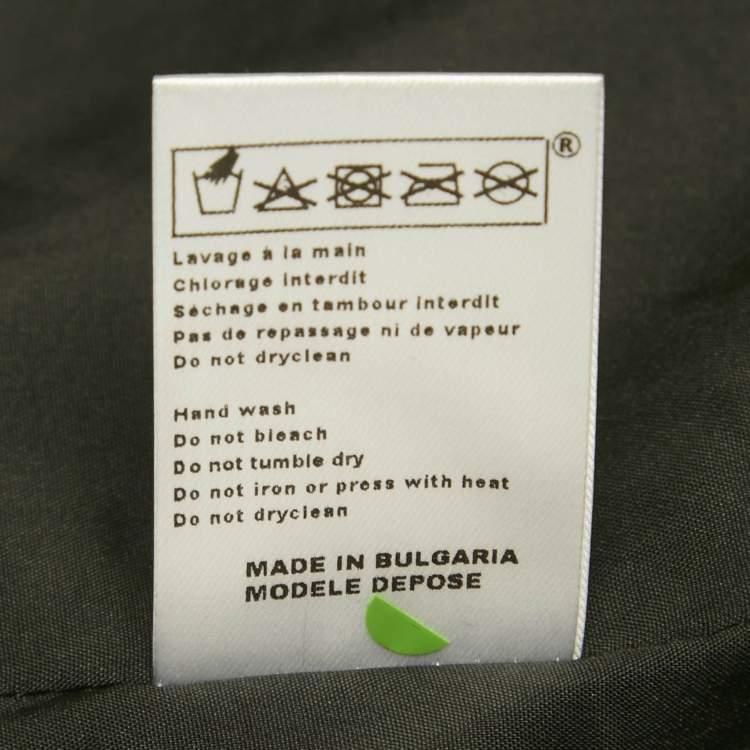 ®
Lavage à la main
Chlorage interdit
Séchage en tambour interdit
Pas de repassage ni de vapeur
Do not dryclean
Hand wash
Do not bleach
Do not tumble dry
Do not iron or press with heat
Do not dryclean
MADE IN BULGARIA
MODELE DEPOSE